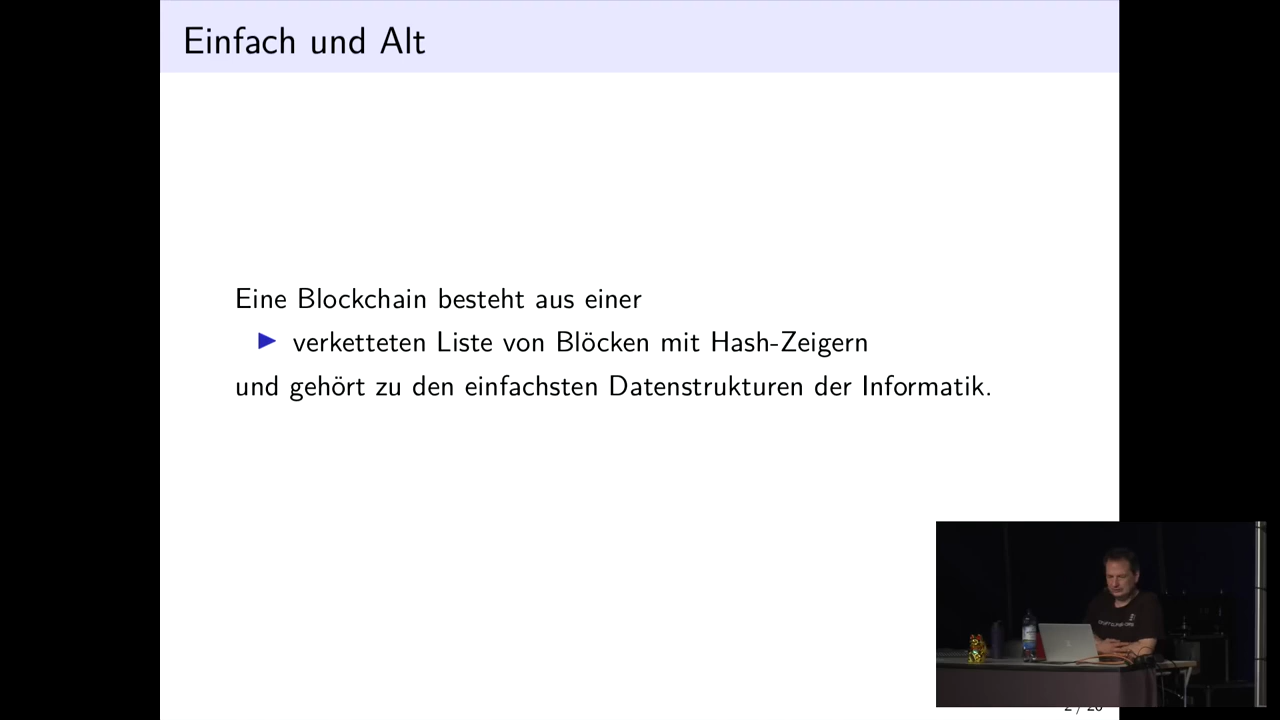 Einfach und Alt
Eine Blockchain besteht aus einer
verketteten Liste von Blöcken mit Hash-Zeigern
und gehört zu den einfachsten Datenstrukturen der Informatik.